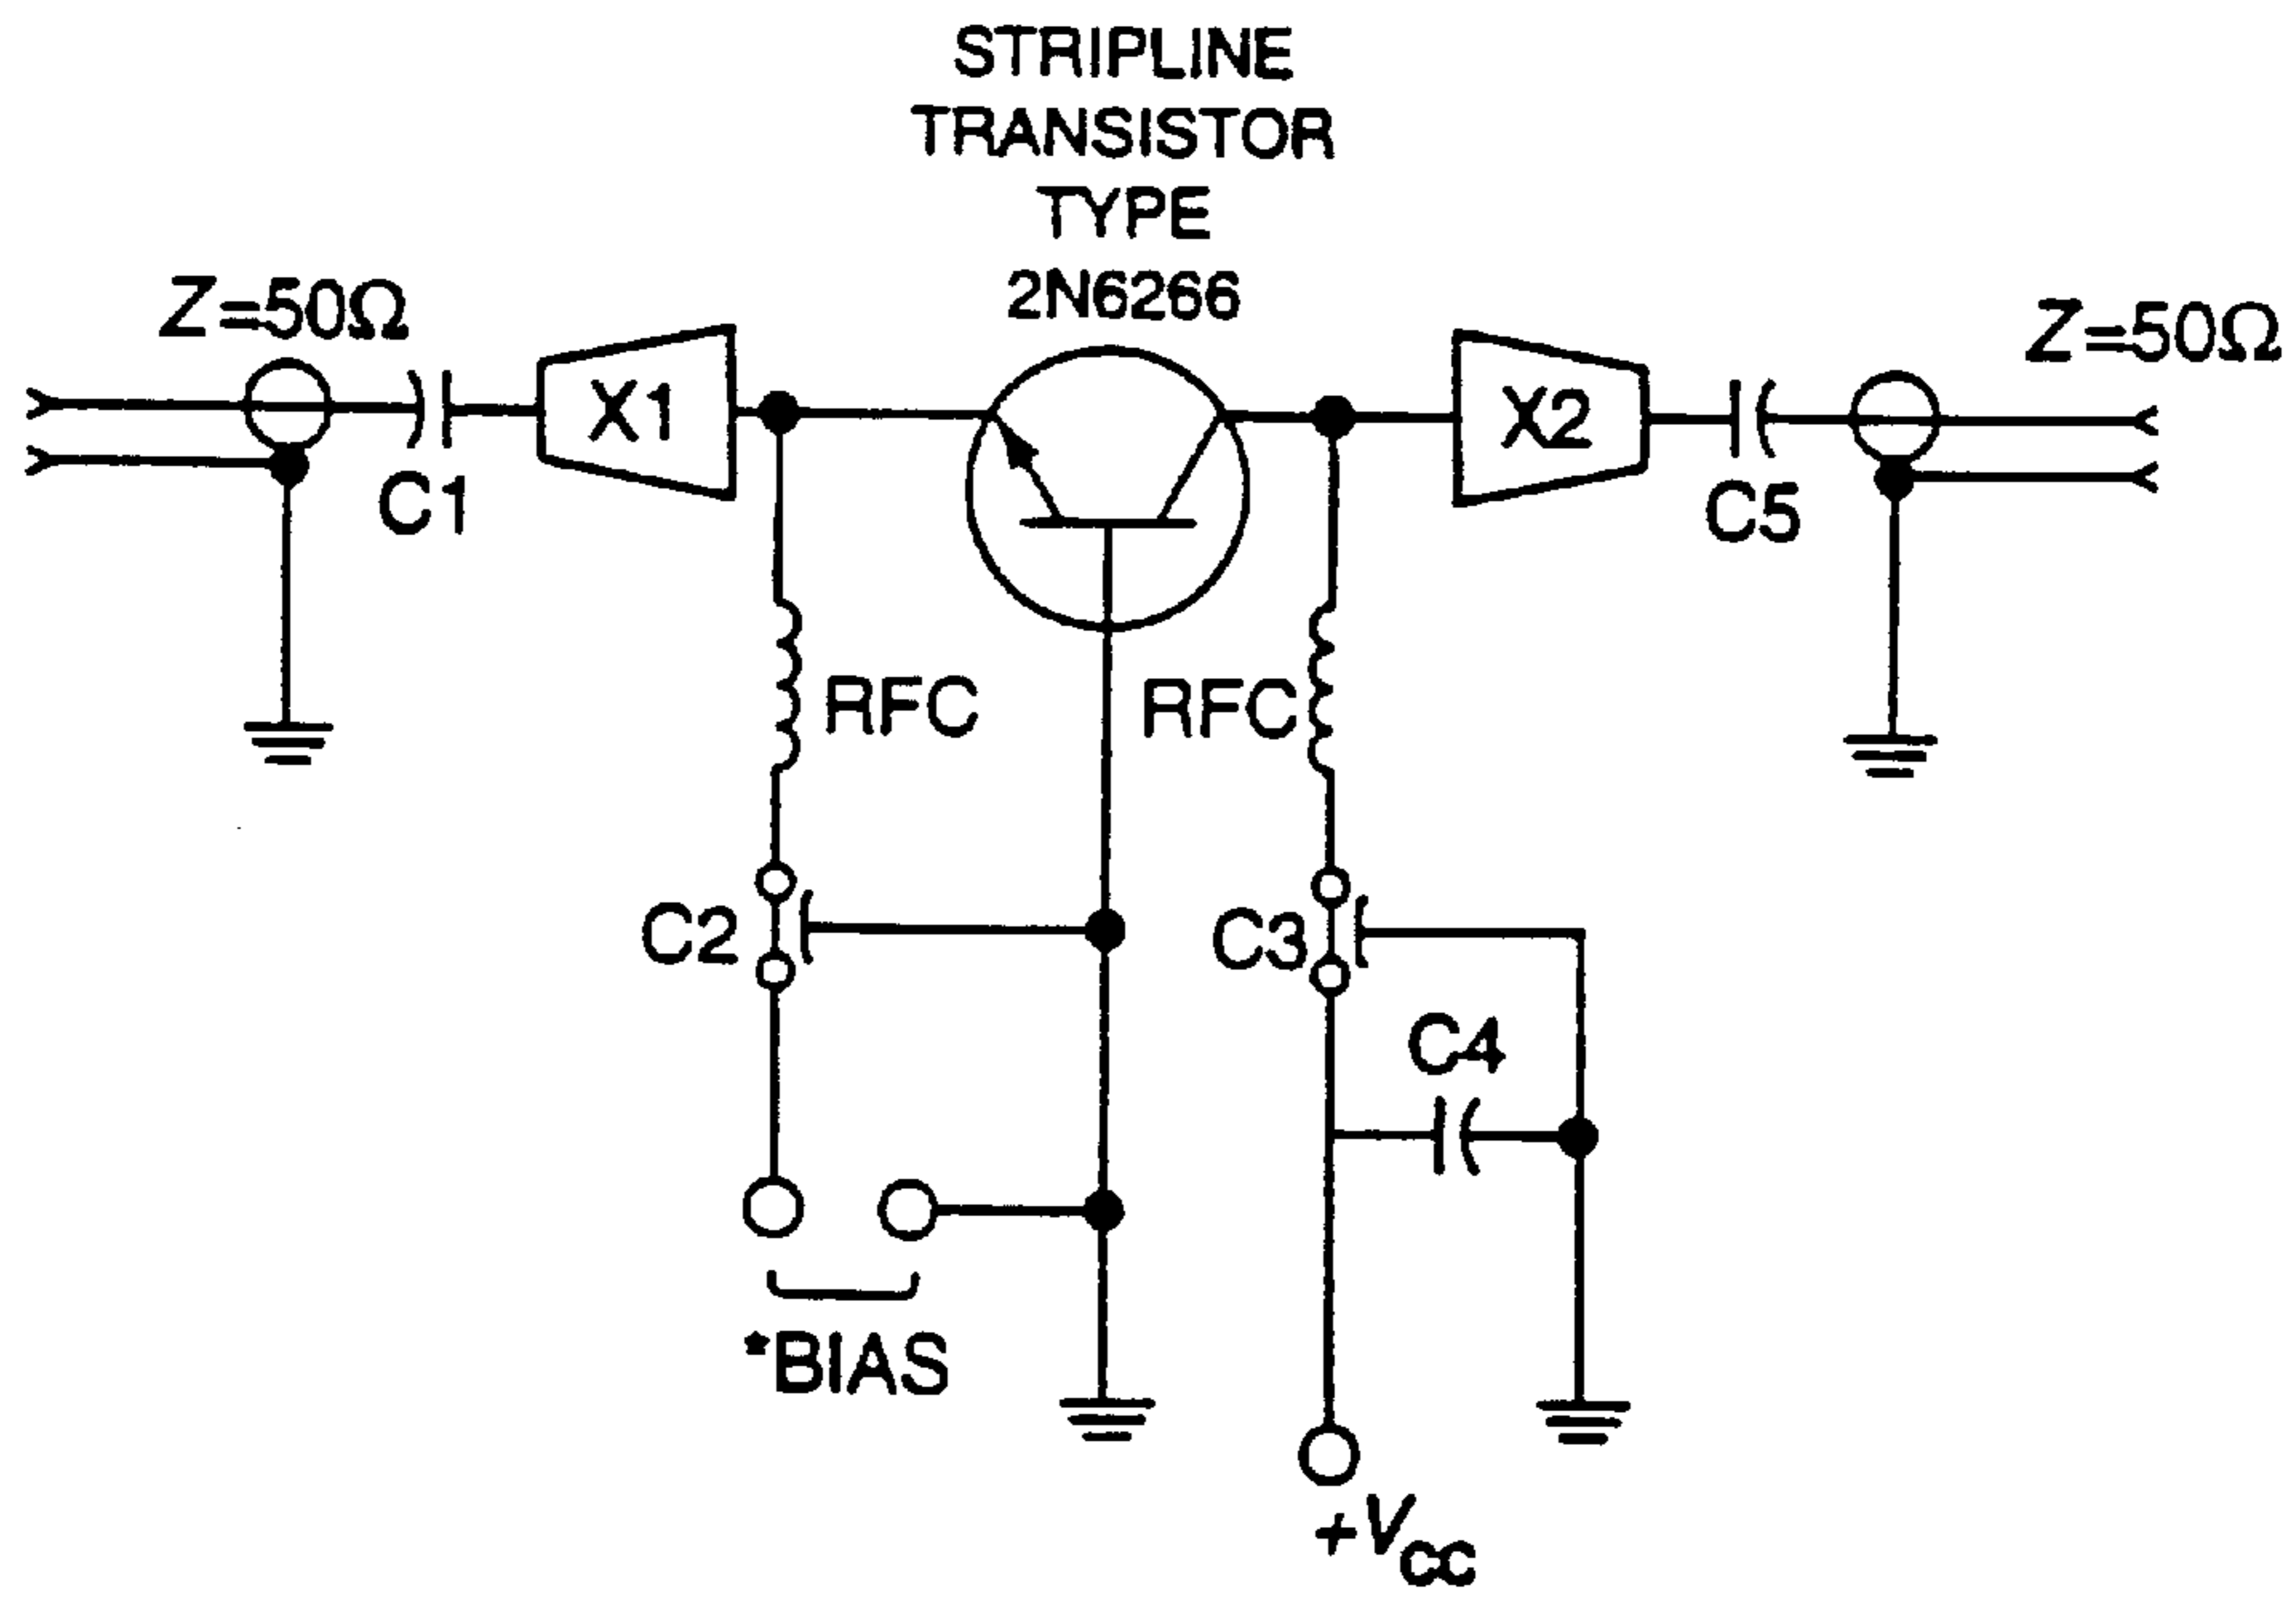 STRIPLINE
TRANSISTOR
TYPE
2N6266
Z=50Ω
Z=50Ω
X1
X2
C1
C5
RFC
RFC
C2
C3
C4
*BIAS
+VCC